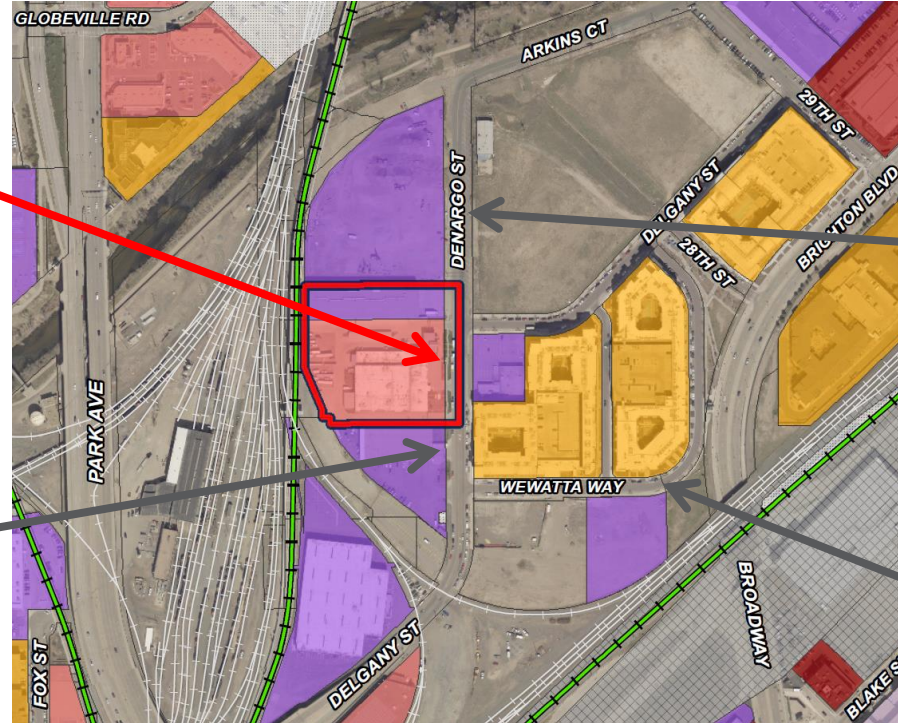 GLOBEVILLE RD
ARKINS CT
29TH ST
DENARGO ST
DELGANY ST
BRIGHTON BLVD
28TH ST
PARK AVE
WEWATTA WAY
BROADWAY
FOX ST
DELGANY ST
BLAKE S